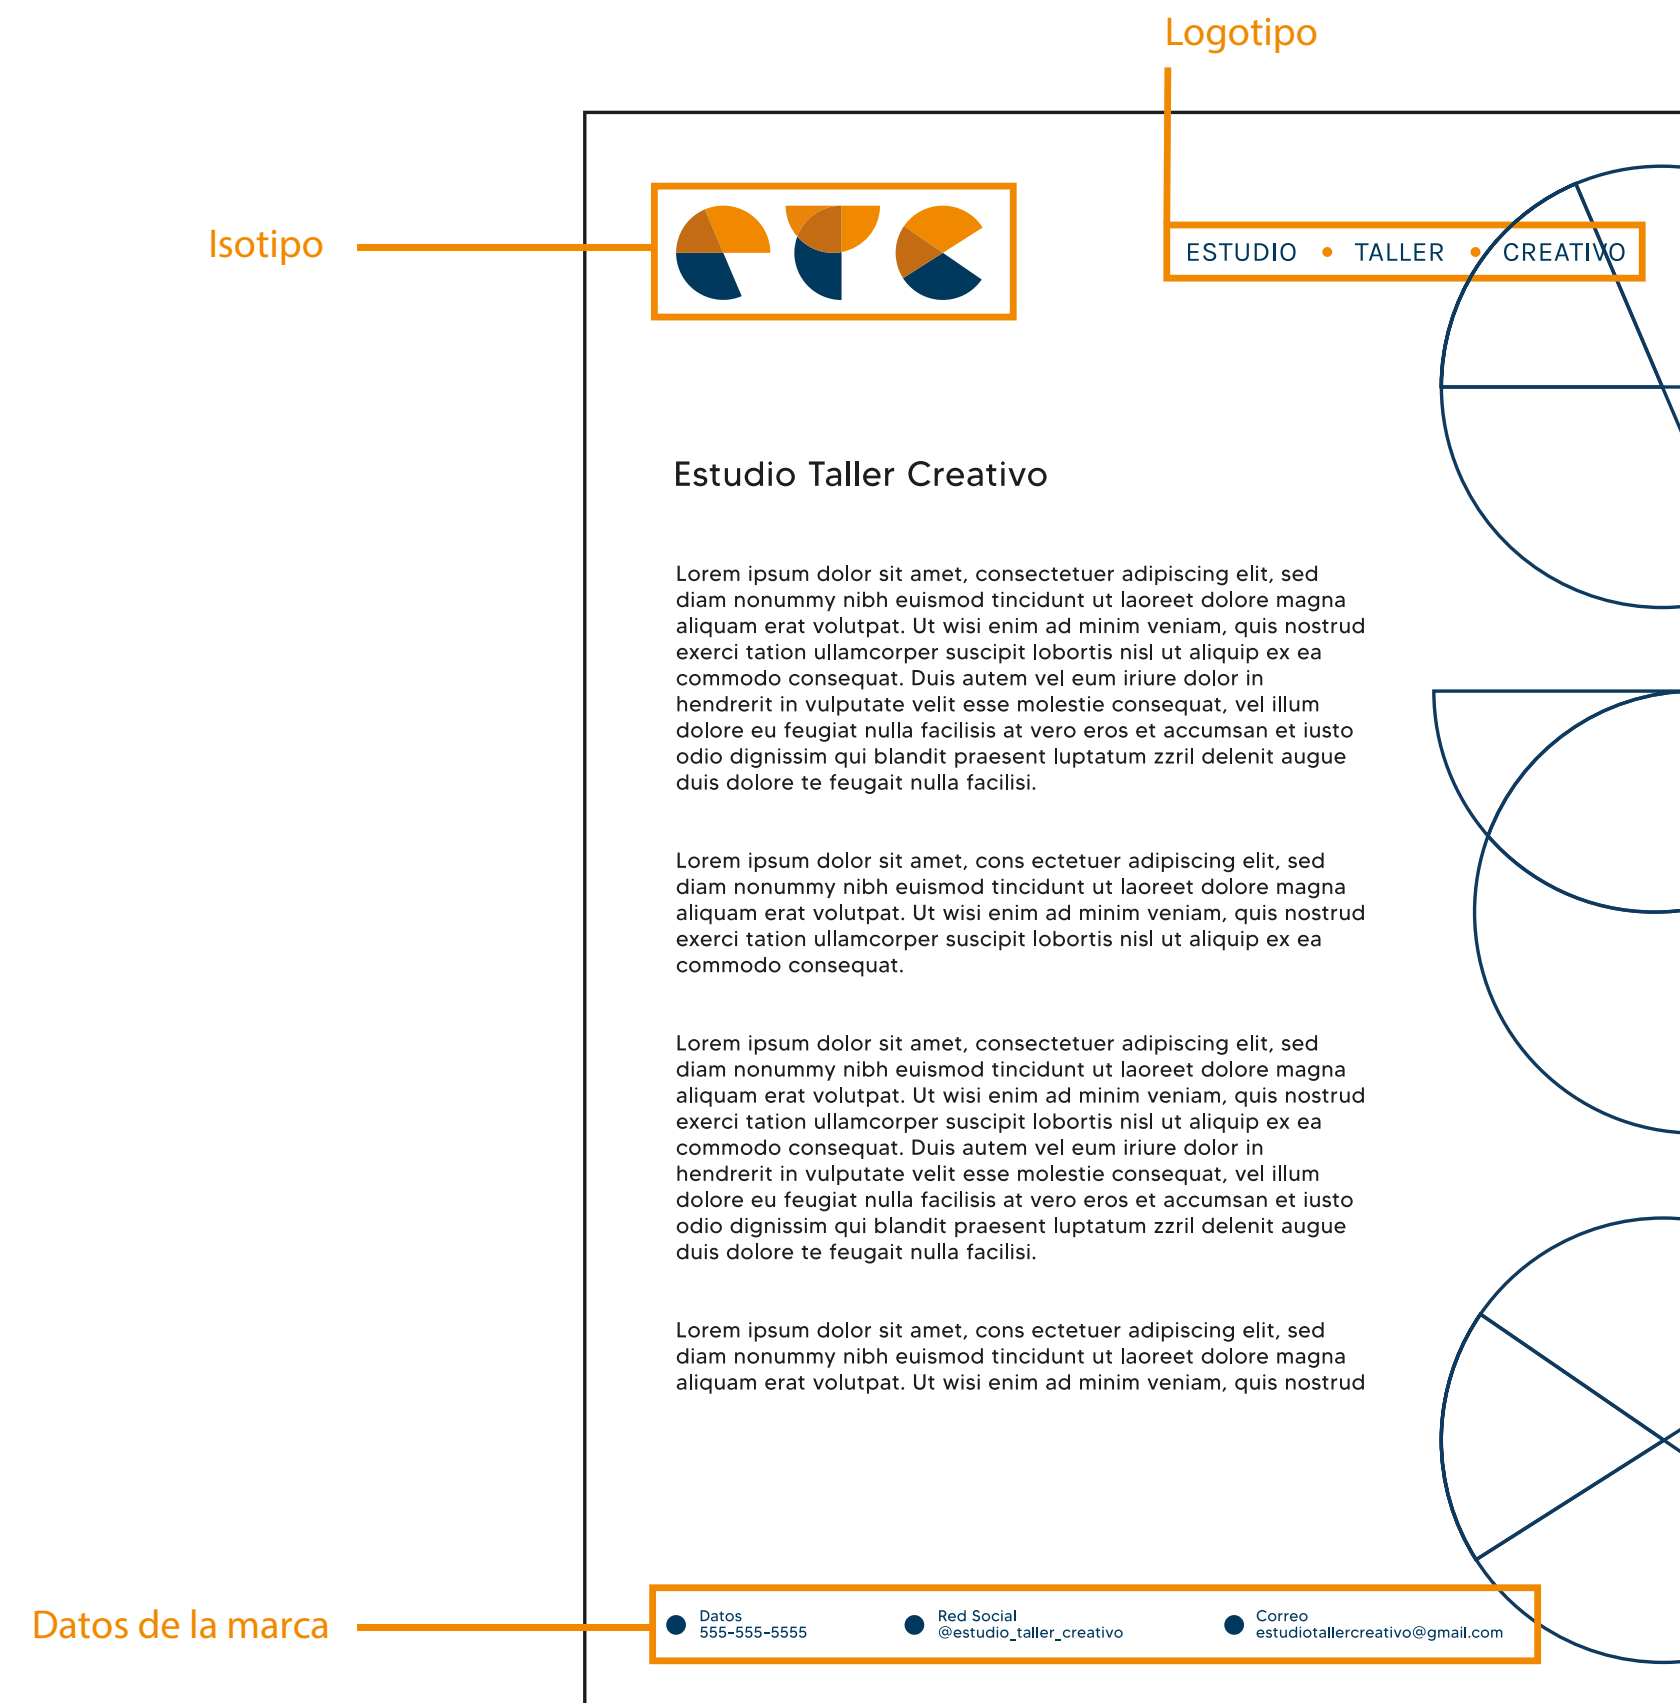 Logotipo
Isotipo
ESTUDIO • TALLER • CREATIVO
Estudio Taller Creativo
Lorem ipsum dolor sit amet, consectetuer adipiscing elit, sed
diam nonummy nibh euismod tincidunt ut laoreet dolore magna
aliquam erat volutpat. Ut wisi enim ad minim veniam, quis nostrud
exerci tation ullamcorper suscipit lobortis nisl ut aliquip ex ea
commodo consequat. Duis autem vel eum iriure dolor in
hendrerit in vulputate velit esse molestie consequat, vel illum
dolore eu feugiat nulla facilisis at vero eros et accumsan et iusto
odio dignissim qui blandit praesent luptatum zzril delenit augue
duis dolore te feugait nulla facilisi.
Lorem ipsum dolor sit amet, cons ectetuer adipiscing elit, sed
diam nonummy nibh euismod tincidunt ut laoreet dolore magna
aliquam erat volutpat. Ut wisi enim ad minim veniam, quis nostrud
exerci tation ullamcorper suscipit lobortis nisl ut aliquip ex ea
commodo consequat.
Lorem ipsum dolor sit amet, consectetuer adipiscing elit, sed
diam nonummy nibh euismod tincidunt ut laoreet dolore magna
aliquam erat volutpat. Ut wisi enim ad minim veniam, quis nostrud
exerci tation ullamcorper suscipit lobortis nisl ut aliquip ex ea
commodo consequat. Duis autem vel eum iriure dolor in
hendrerit in vulputate velit esse molestie consequat, vel illum
dolore eu feugiat nulla facilisis at vero eros et accumsan et iusto
odio dignissim qui blandit praesent luptatum zzril delenit augue
duis dolore te feugait nulla facilisi.
Lorem ipsum dolor sit amet, cons ectetuer adipiscing elit, sed
diam nonummy nibh euismod tincidunt ut laoreet dolore magna
aliquam erat volutpat. Ut wisi enim ad minim veniam, quis nostrud
Datos de la marca
Datos
555-555-5555
Red Social
@estudio_taller_creativo
Correo
estudiotallercreativo@gmail.com